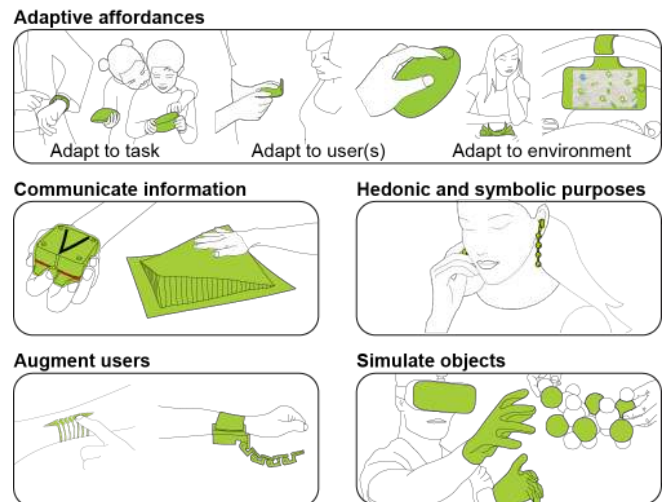 Adaptive affordances
Adapt to task
Adapt to user(s)
Adapt to environment
Communicate information
Hedonic and symbolic purposes
Augment users
Simulate objects